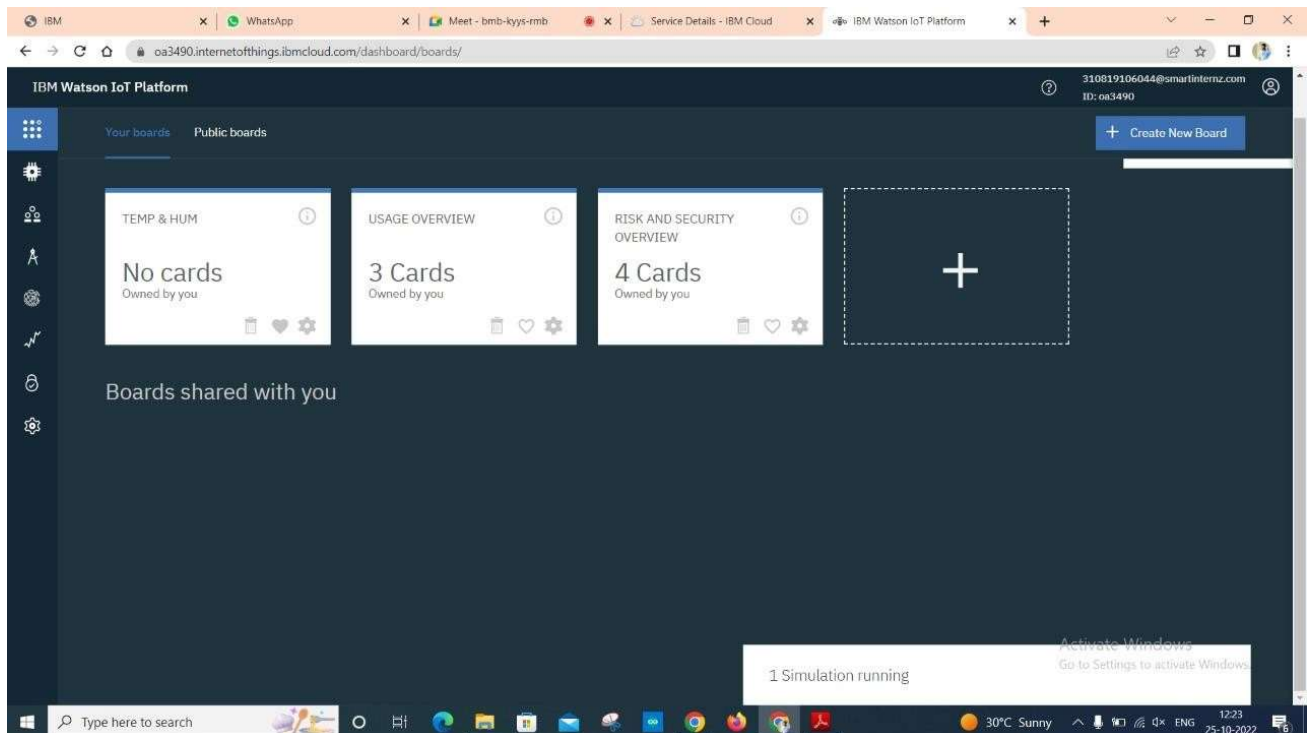 IBM
WhatsApp
Meet - bmb-kyys-rmb
Service Details - IBM Cloud
IBM Watson IoT Platform
oa3490.internetofthings.ibmcloud.com/dashboard/boards/
IBM Watson IoT Platform
310819106044@smartinternz.com
ID: oa3490
Your boards
Public boards
+ Create New Board
TEMP & HUM
No cards
Owned by you
USAGE OVERVIEW
3 Cards
Owned by you
RISK AND SECURITY
OVERVIEW
4 Cards
Owned by you
Boards shared with you
1 Simulation running
Activate Windows
Go to Settings to activate Windows.
Type here to search
30°C Sunny
ENG
12:23
25-10-2022